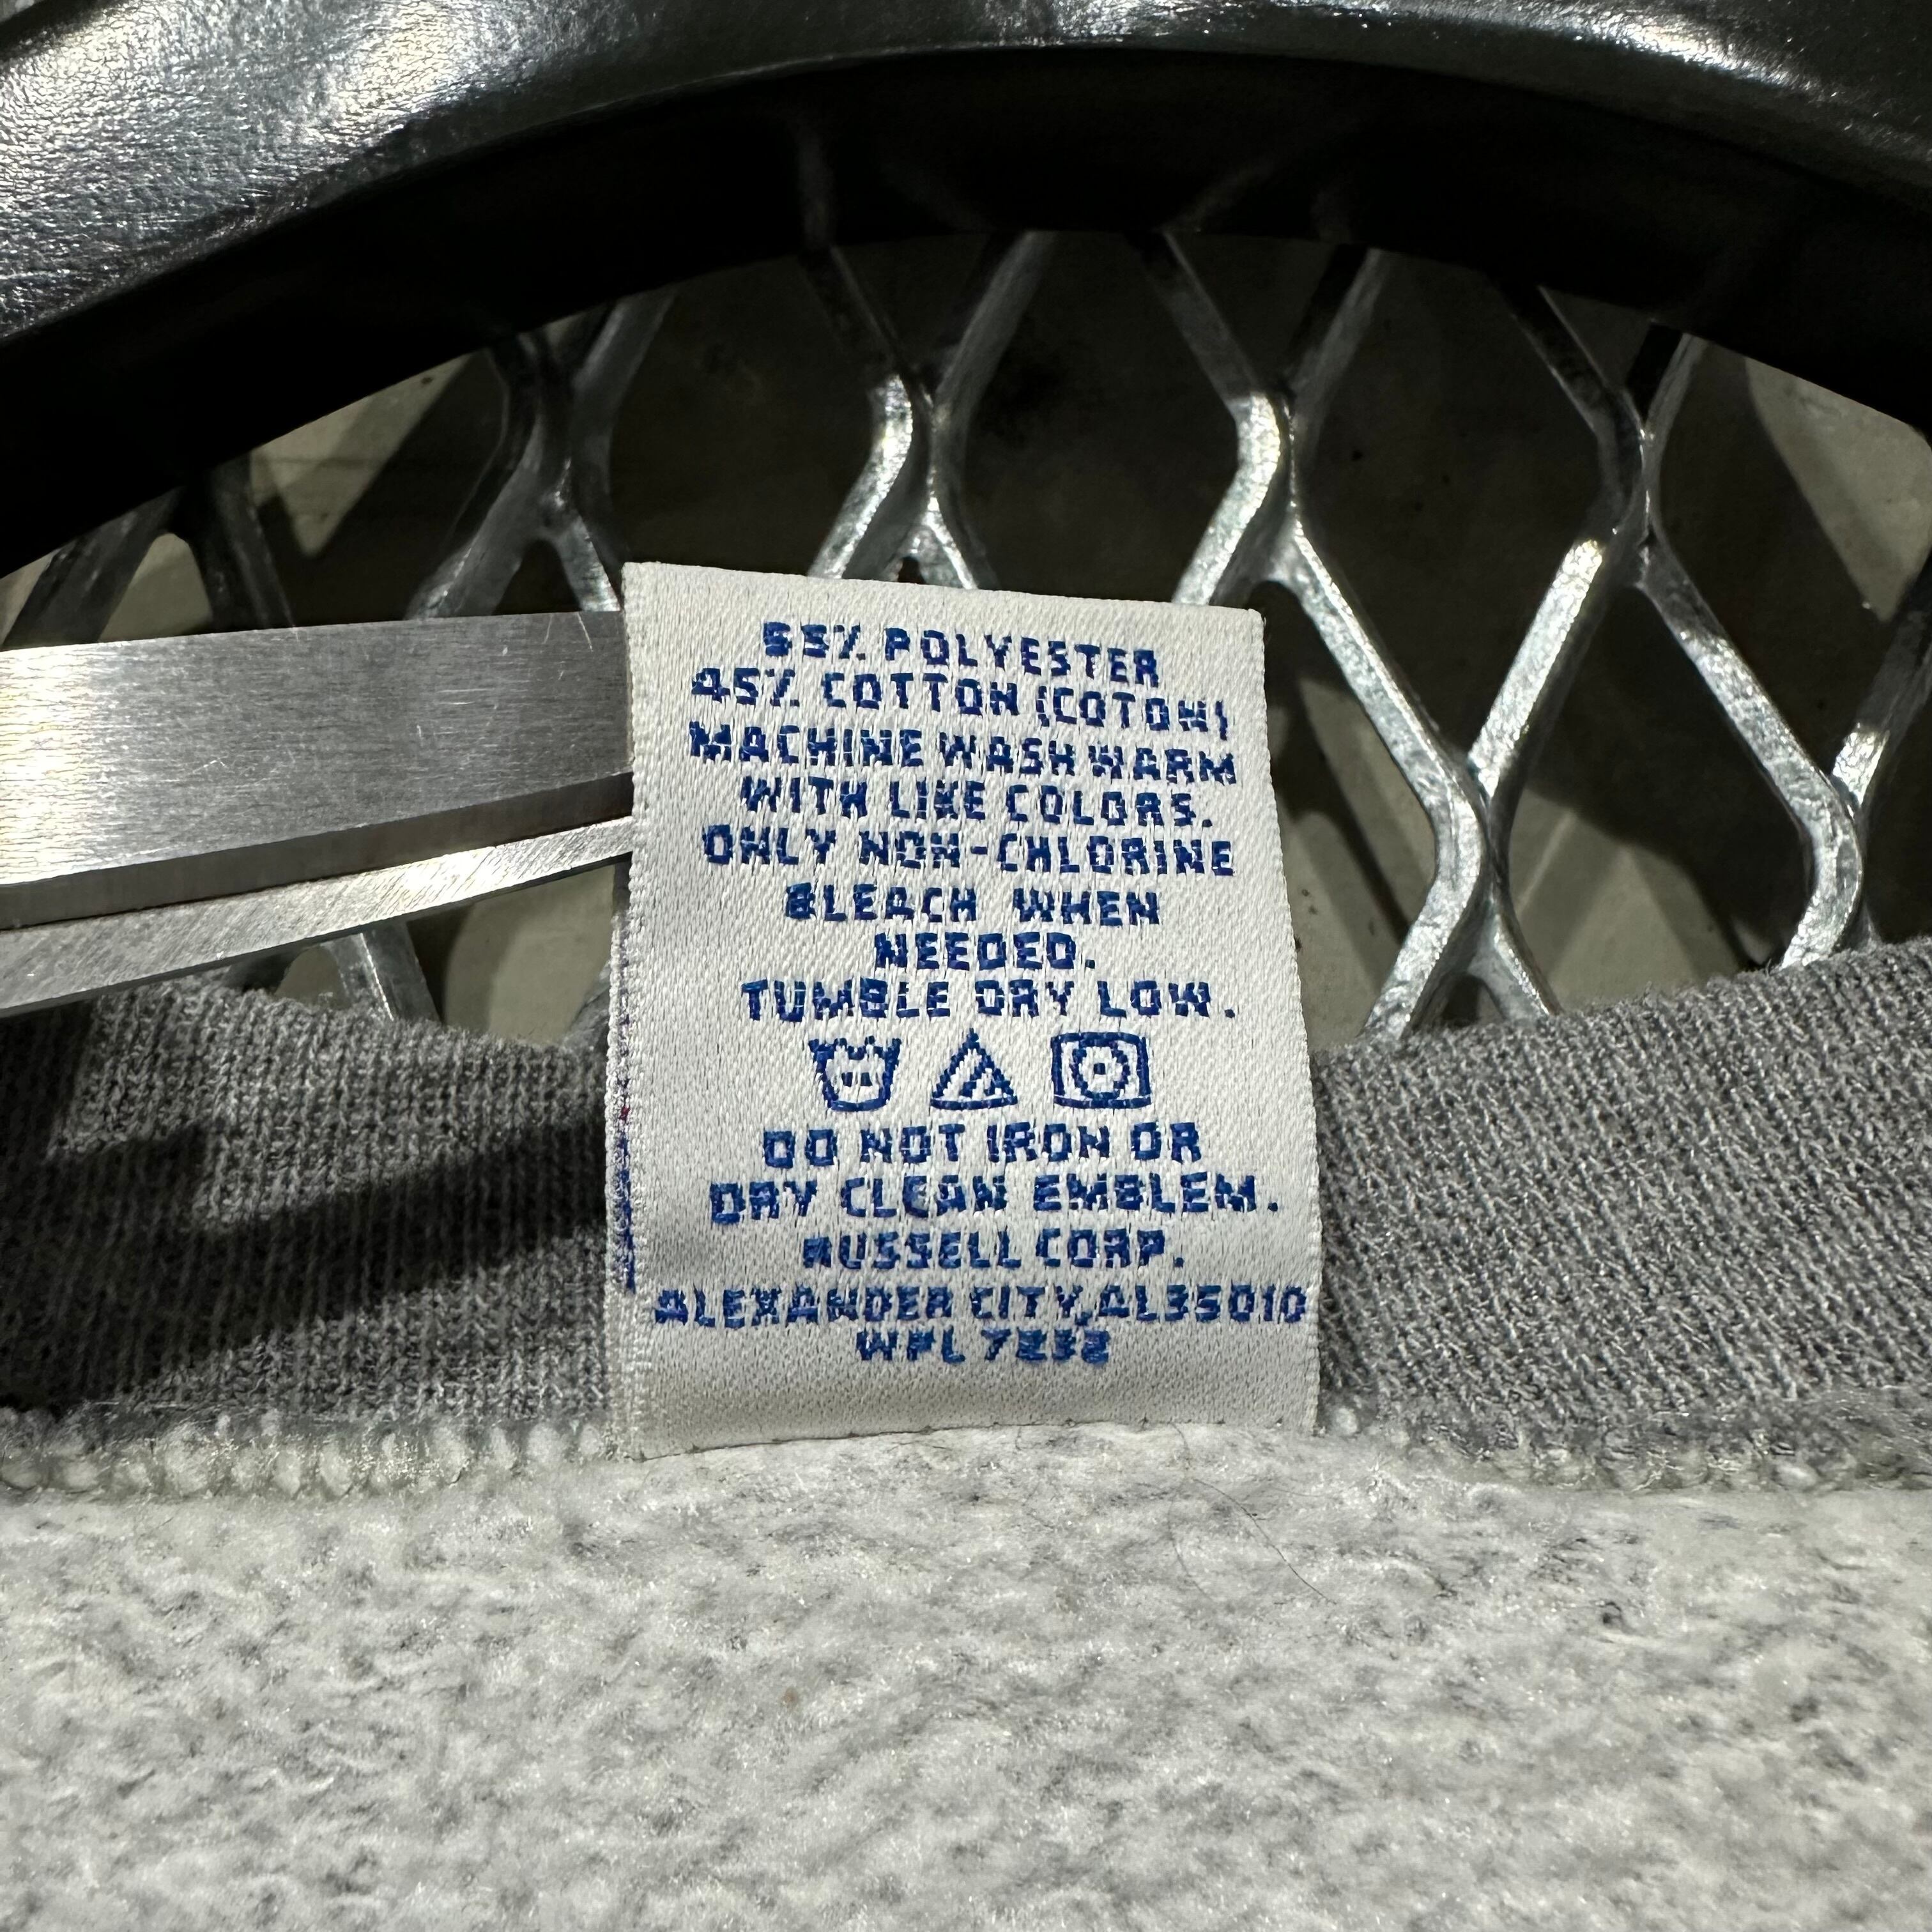 55% POLYESTER
45% COTTON (COTON)
MACHINE WASH WARM
WITH LIKE COLORS.
ONLY NON-CHLORINE
BLEACH WHEN
NEEDED.
TUMBLE DRY LOW.
DO NOT IRON OR
DRY CLEAN EMBLEM.
RUSSELL CORP.
ALEXANDER CITY,AL35010
WPL 7232